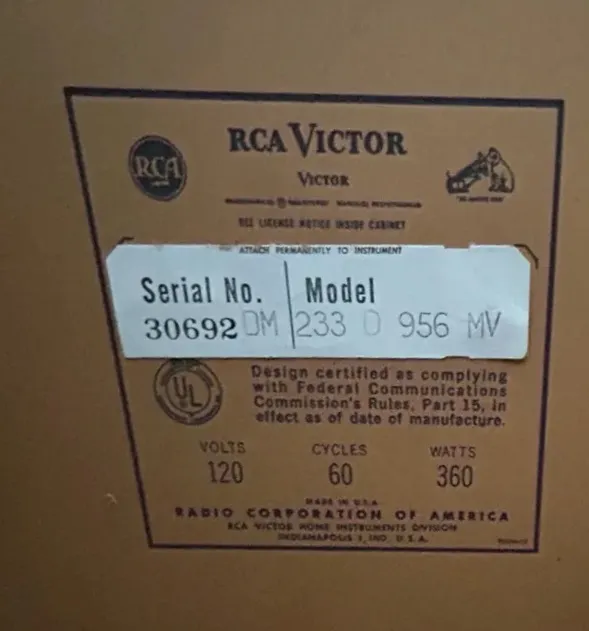 RCA VICTOR
RCA
VICTOR
SEE LICENSE NOTICE INSIDE CABINET
ATTACH PERMANENTLY TO INSTRUMENT
Serial No. Model
30692 DM 233 D 956 MV
UL
Design certified as complying
with Federal Communications
Commission's Rules, Part 15, in
effect as of date of manufacture.
VOLTS CYCLES WATTS
120 60 360
MADE IN U.S.A.
RADIO CORPORATION OF AMERICA
RCA VICTOR HOME INSTRUMENTS DIVISION
INDIANAPOLIS 1, IND. U.S.A.